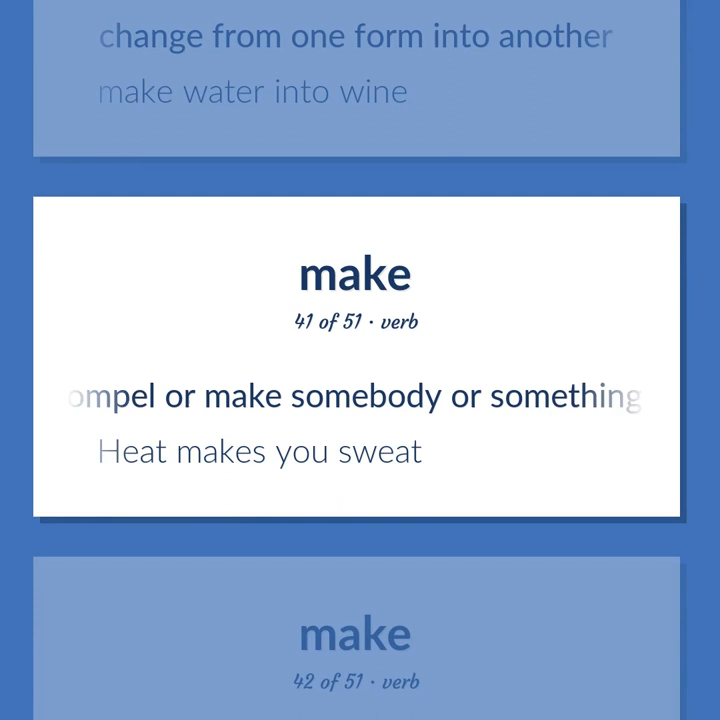 change from one form into another
make water into wine
make
41 of 51 · verb
ompel or make somebody or something
Heat makes you sweat
make
42 of 51 · verb